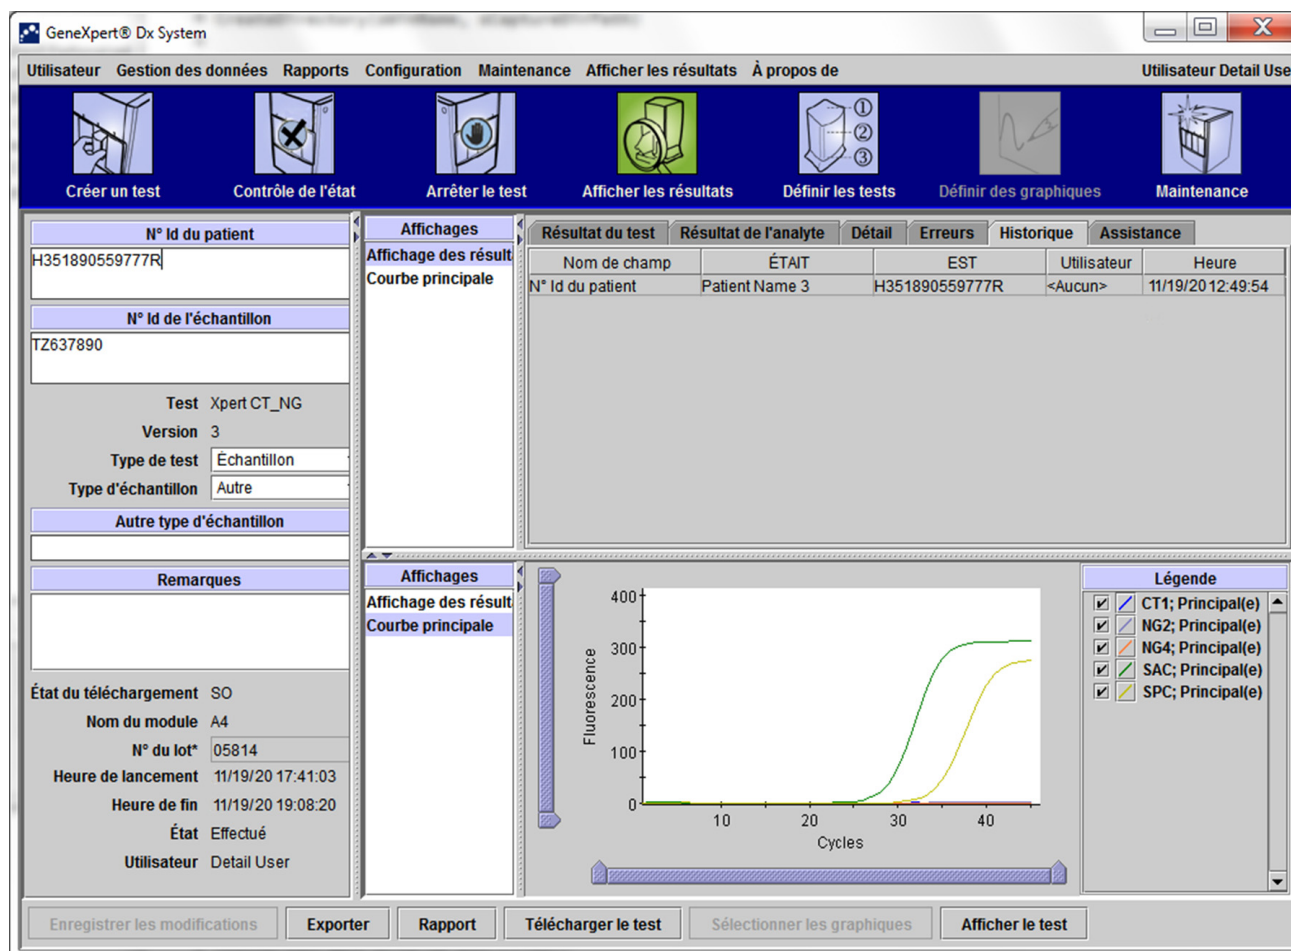 GeneXpert® Dx System
Utilisateur Gestion des données Rapports Configuration Maintenance Afficher les résultats À propos de Utilisateur Detail Use
Créer un test Contrôle de l'état Arrêter le test Afficher les résultats Définir les tests Définir des graphiques Maintenance
① ② ③
N° Id du patient
H351890559777R
N° Id de l'échantillon
TZ637890
Test Xpert CT_NG
Version 3
Type de test Échantillon
Type d'échantillon Autre
Autre type d'échantillon
Remarques
État du téléchargement SO
Nom du module A4
N° du lot* 05814
Heure de lancement 11/19/20 17:41:03
Heure de fin 11/19/20 19:08:20
État Effectué
Utilisateur Detail User
Affichages
Affichage des résult
Courbe principale
Résultat du test Résultat de l'analyte Détail Erreurs Historique Assistance
Nom de champ ÉTAIT EST Utilisateur Heure
N° Id du patient Patient Name 3 H351890559777R <Aucun> 11/19/20 12:49:54
Affichages
Affichage des résult
Courbe principale
Fluorescence
400
300
200
100
0
10 20 30 40
Cycles
Légende
CT1; Principal(e)
NG2; Principal(e)
NG4; Principal(e)
SAC; Principal(e)
SPC; Principal(e)
Enregistrer les modifications Exporter Rapport Télécharger le test Sélectionner les graphiques Afficher le test